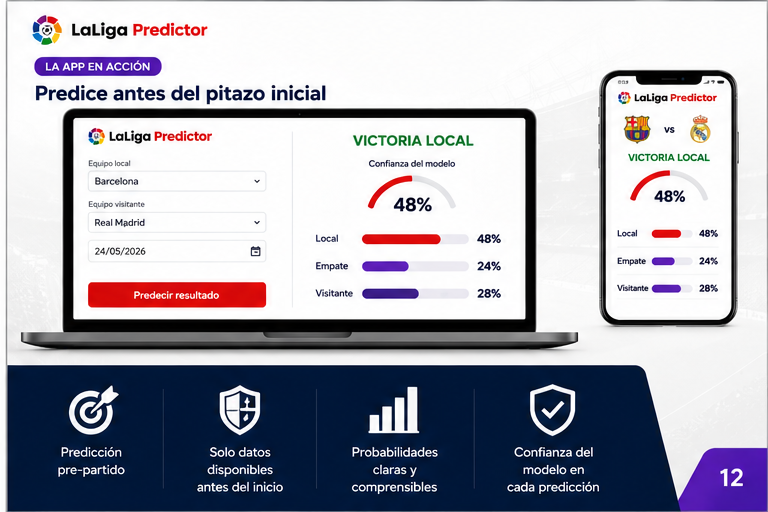 LaLiga Predictor
LA APP EN ACCIÓN
Predice antes del pitazo inicial
LaLiga Predictor
Equipo local
Barcelona
Equipo visitante
Real Madrid
24/05/2026
Predecir resultado
VICTORIA LOCAL
Confianza del modelo
48%
Local 48%
Empate 24%
Visitante 28%
LaLiga Predictor
VS
VICTORIA LOCAL
48%
Local 48%
Empate 24%
Visitante 28%
Predicción
pre-partido
Solo datos
disponibles
antes del inicio
Probabilidades
claras y
comprensibles
Confianza del
modelo en
cada predicción
12